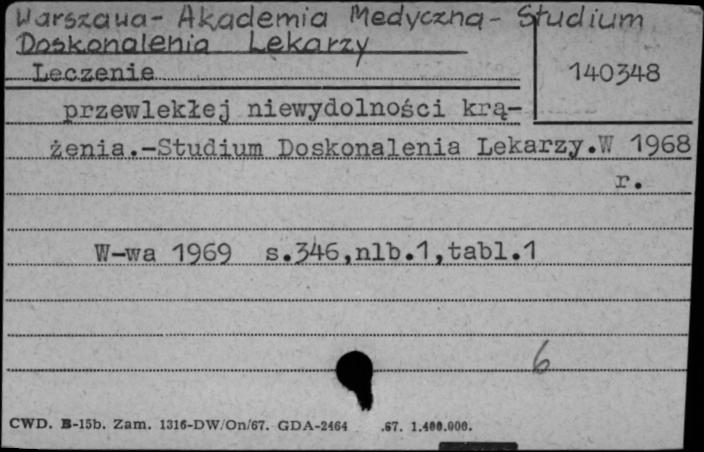 Warszawa- Akademia Medyczna- Studium
Doskonalenia Lekarzy
Leczenie
140348
przewlekłej niewydolności krą-
żenia.-Studium Doskonalenia Lekarzy.W 1968
r.
W-wa 1969 s.346,nlb.1,tabl.1
6
CWD. B-15b. Zam. 1316-DW/On/67. GDA-2464 .67. 1.400.000.